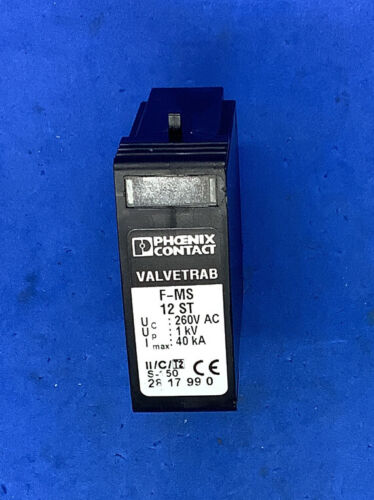 PHŒNIX
CONTACT
VALVETRAB
F-MS
12 ST
UC : 260V AC
UP : 1 kV
Imax: 40 kA
II/C/T2
28 17 99 0